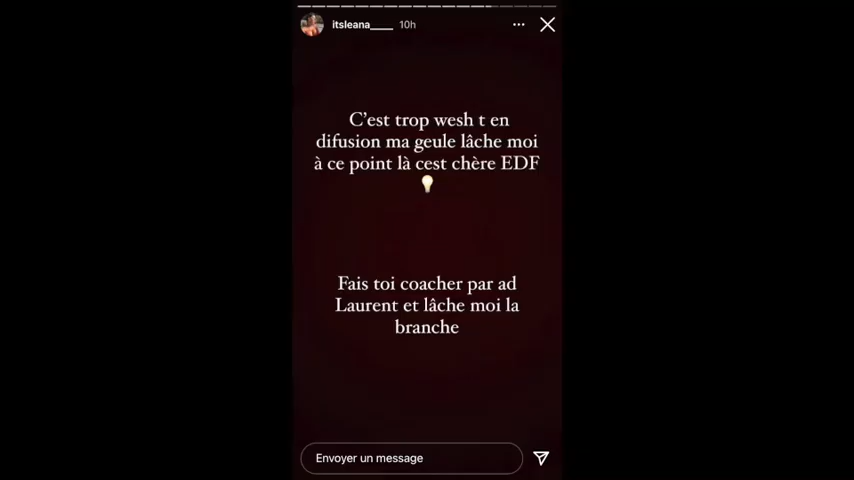 itsleana____ 10h
C'est trop wesh t en
difusion ma geule lâche moi
à ce point là cest chère EDF
💡
Fais toi coacher par ad
Laurent et lâche moi la
branche
Envoyer un message